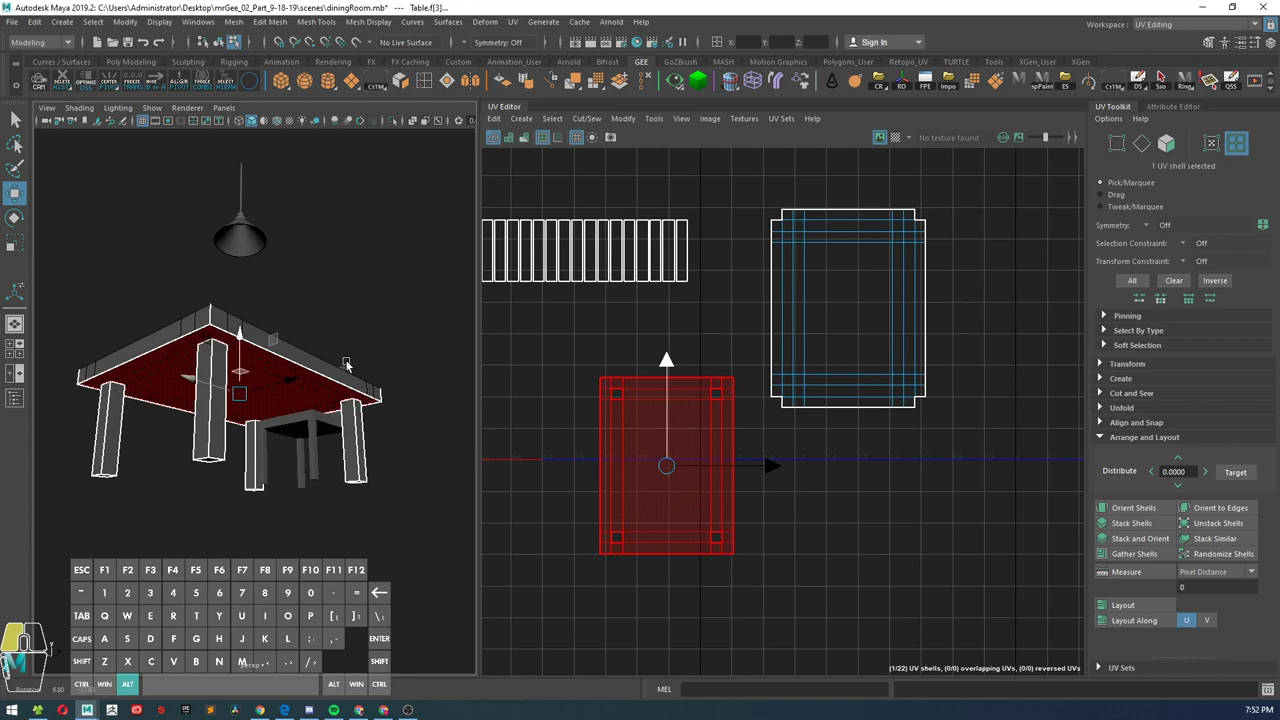 Autodesk Maya 2019.2: C:\Users\Administrator\Desktop\mrGee_02_Part_9-18-19\scenes\diningRoom.mb* --- Table.f[3]...
File Edit Create Select Modify Display Windows Mesh Edit Mesh Mesh Tools Mesh Display Curves Surfaces Deform UV Generate Cache Arnold Help
Workspace : UV Editing
Modeling No Live Surface Symmetry: Off Sign In
Curves / Surfaces Poly Modeling Sculpting Rigging Animation Rendering FX FX Caching Custom Animation_User Arnold Bifrost GEE GoZBrush MASH Motion Graphics Polygons_User Retopo_UV TURTLE XGen_User XGen
View Shading Lighting Show Renderer Panels
UV Editor
Edit Create Select Cut/Sew Modify Tools View Image Textures UV Sets Help
No texture found
UV Toolkit Attribute Editor
Options Help
1 UV shell selected
Pick/Marquee
Drag
Tweak/Marquee
Symmetry: Off
Selection Constraint: Off
Transform Constraint: Off
All Clear Inverse
Pinning
Select By Type
Soft Selection
Transform
Create
Cut and Sew
Unfold
Align and Snap
Arrange and Layout
Distribute 0.0000 Target
Orient Shells Orient to Edges
Stack Shells Unstack Shells
Stack and Orient Stack Similar
Gather Shells Randomize Shells
Measure Pixel Distance
0
Layout
Layout Along U V
UV Sets
(1/22) UV shells, (0/0) overlapping UVs, (0/0) reversed UVs
ESC F1 F2 F3 F4 F5 F6 F7 F8 F9 F10 F11 F12
~ 1 2 3 4 5 6 7 8 9 0 - =
TAB Q W E R T Y U I O P [ ]
CAPS A S D F G H J K L ; , ENTER
SHIFT Z X C V B N M , . / SHIFT
persp
CTRL WIN ALT ALT WIN CTRL
MEL
7:52 PM